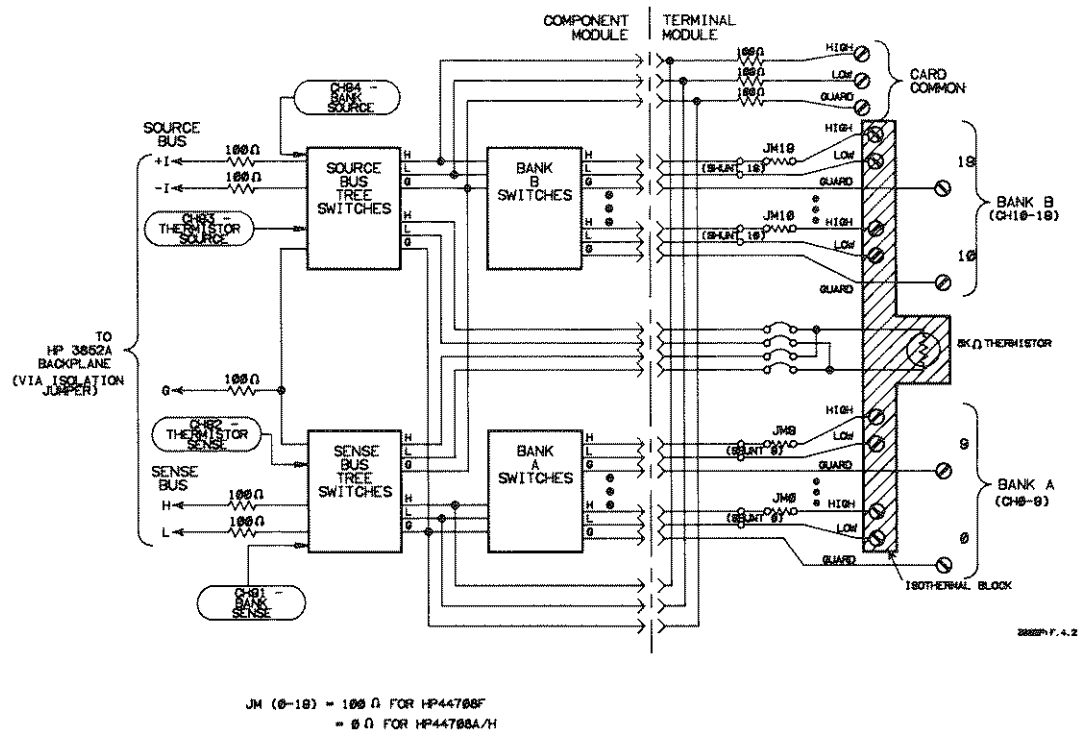 COMPONENT MODULE
TERMINAL MODULE
100Ω
HIGH
100Ω
LOW
100Ω
GUARD
CARD COMMON
CH94 - BANK SOURCE
SOURCE BUS
+I
100Ω
-I
100Ω
CH93 - THERMISTOR SOURCE
SOURCE BUS TREE SWITCHES
H
L
G
H
L
G
BANK B SWITCHES
H
L
G
H
L
G
JM19
(SHUNT 19)
HIGH
LOW
GUARD
19
JM10
(SHUNT 10)
HIGH
LOW
GUARD
10
BANK B
(CH10-19)
TO
HP 3852A
BACKPLANE
(VIA ISOLATION
JUMPER)
G
100Ω
5KΩ THERMISTOR
CH92 - THERMISTOR SENSE
SENSE BUS
H
100Ω
L
100Ω
CH91 - BANK SENSE
SENSE BUS TREE SWITCHES
H
L
G
H
L
G
BANK A SWITCHES
H
L
G
H
L
G
JM9
(SHUNT 9)
HIGH
LOW
GUARD
9
JM0
(SHUNT 0)
HIGH
LOW
GUARD
0
BANK A
(CH0-9)
ISOTHERMAL BLOCK
JM (0-19) = 100 Ω FOR HP44708F
= 0 Ω FOR HP44708A/H